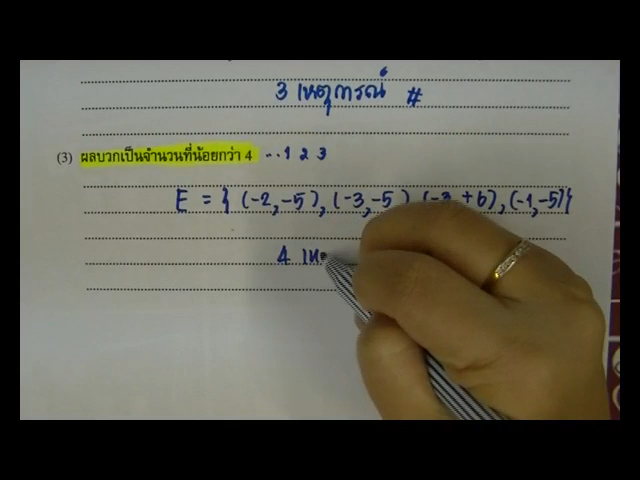 3 เหตุการณ์ #
(3) ผลบวกเป็นจำนวนที่น้อยกว่า 4 ... 1 2 3
E = { (-2,-5), (-3,-5), (-3,+6), (-1,-5)}
4 เห